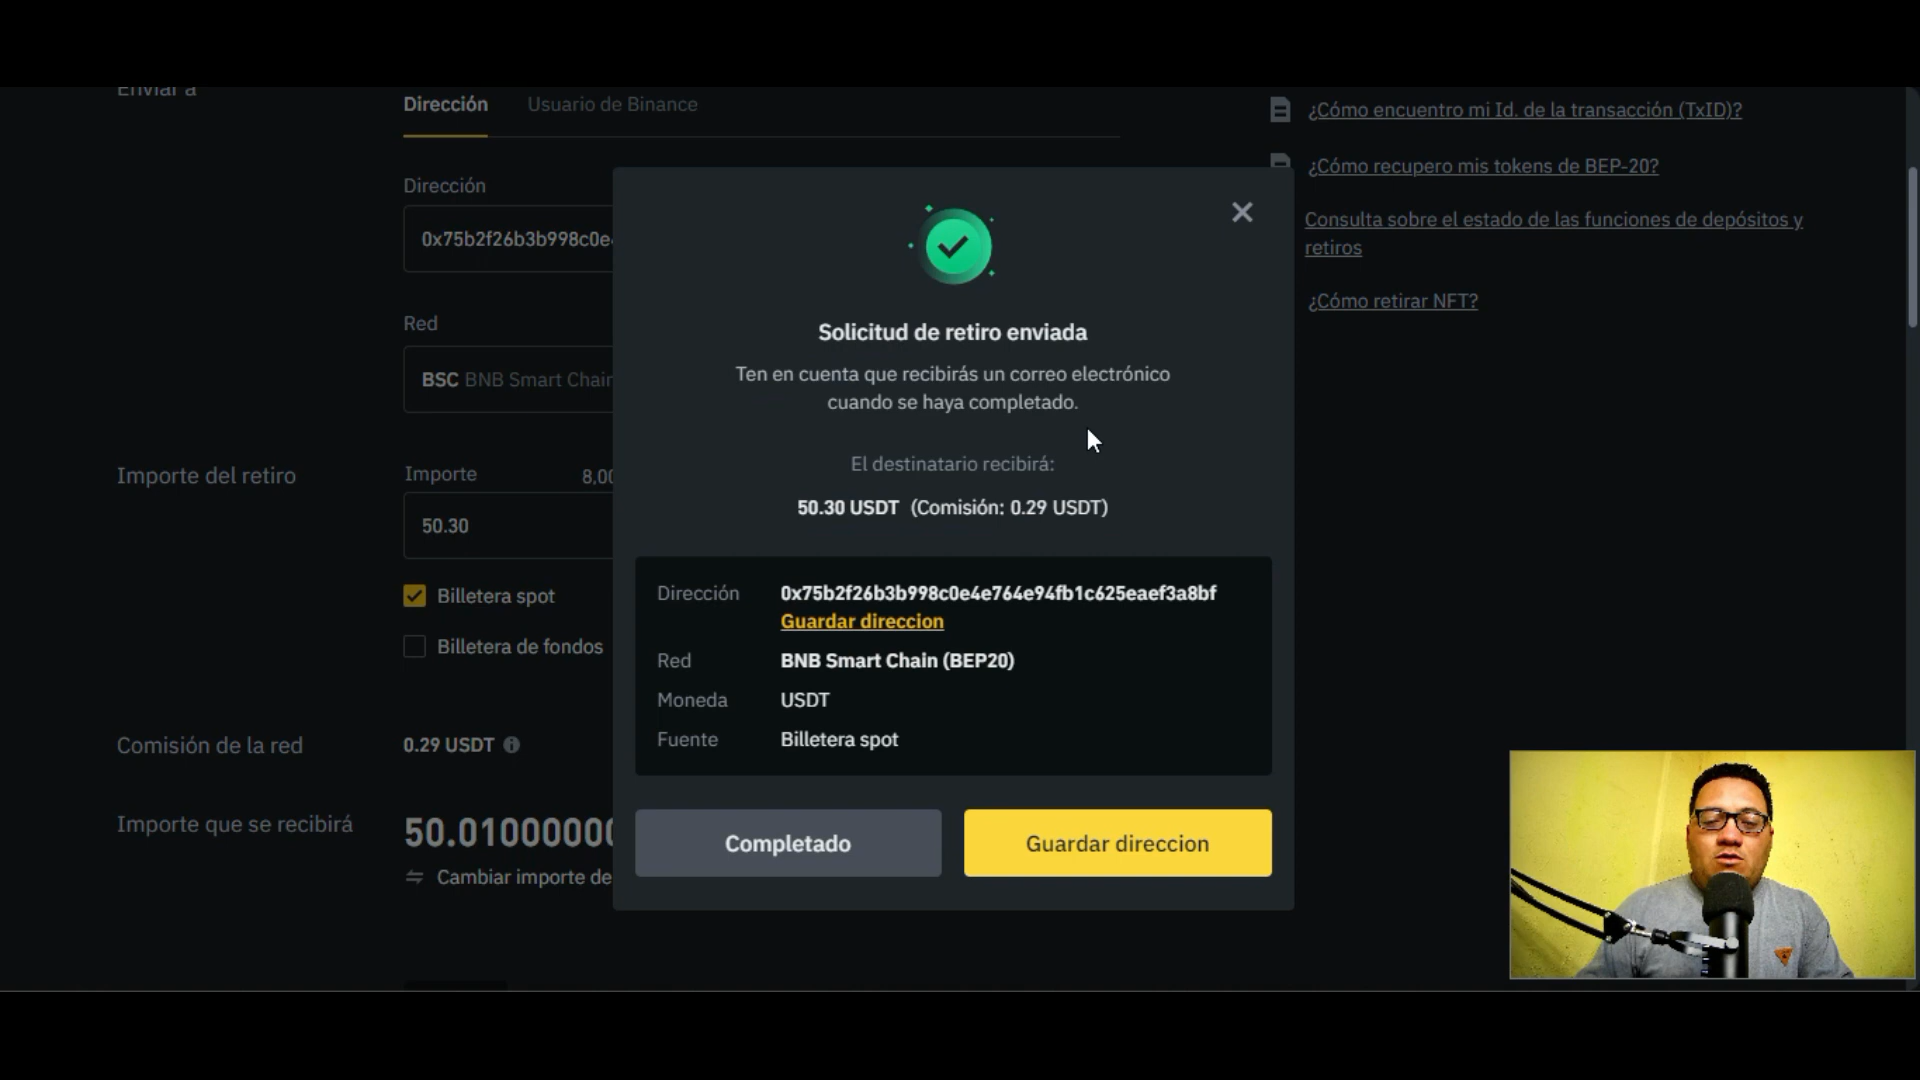 Enviar a
Dirección
Usuario de Binance
¿Cómo encuentro mi Id. de la transacción (TxID)?
¿Cómo recupero mis tokens de BEP-20?
Consulta sobre el estado de las funciones de depósitos y
retiros
¿Cómo retirar NFT?
Dirección
0x75b2f26b3b998c0e
Red
BSC BNB Smart Chain
Importe del retiro
Importe
8,00
50.30
Billetera spot
Billetera de fondos
Comisión de la red
0.29 USDT
Importe que se recibirá
50.01000000
Cambiar importe de
Solicitud de retiro enviada
Ten en cuenta que recibirás un correo electrónico
cuando se haya completado.
El destinatario recibirá:
50.30 USDT (Comisión: 0.29 USDT)
Dirección
0x75b2f26b3b998c0e4e764e94fb1c625eaef3a8bf
Guardar direccion
Red
BNB Smart Chain (BEP20)
Moneda
USDT
Fuente
Billetera spot
Completado
Guardar direccion